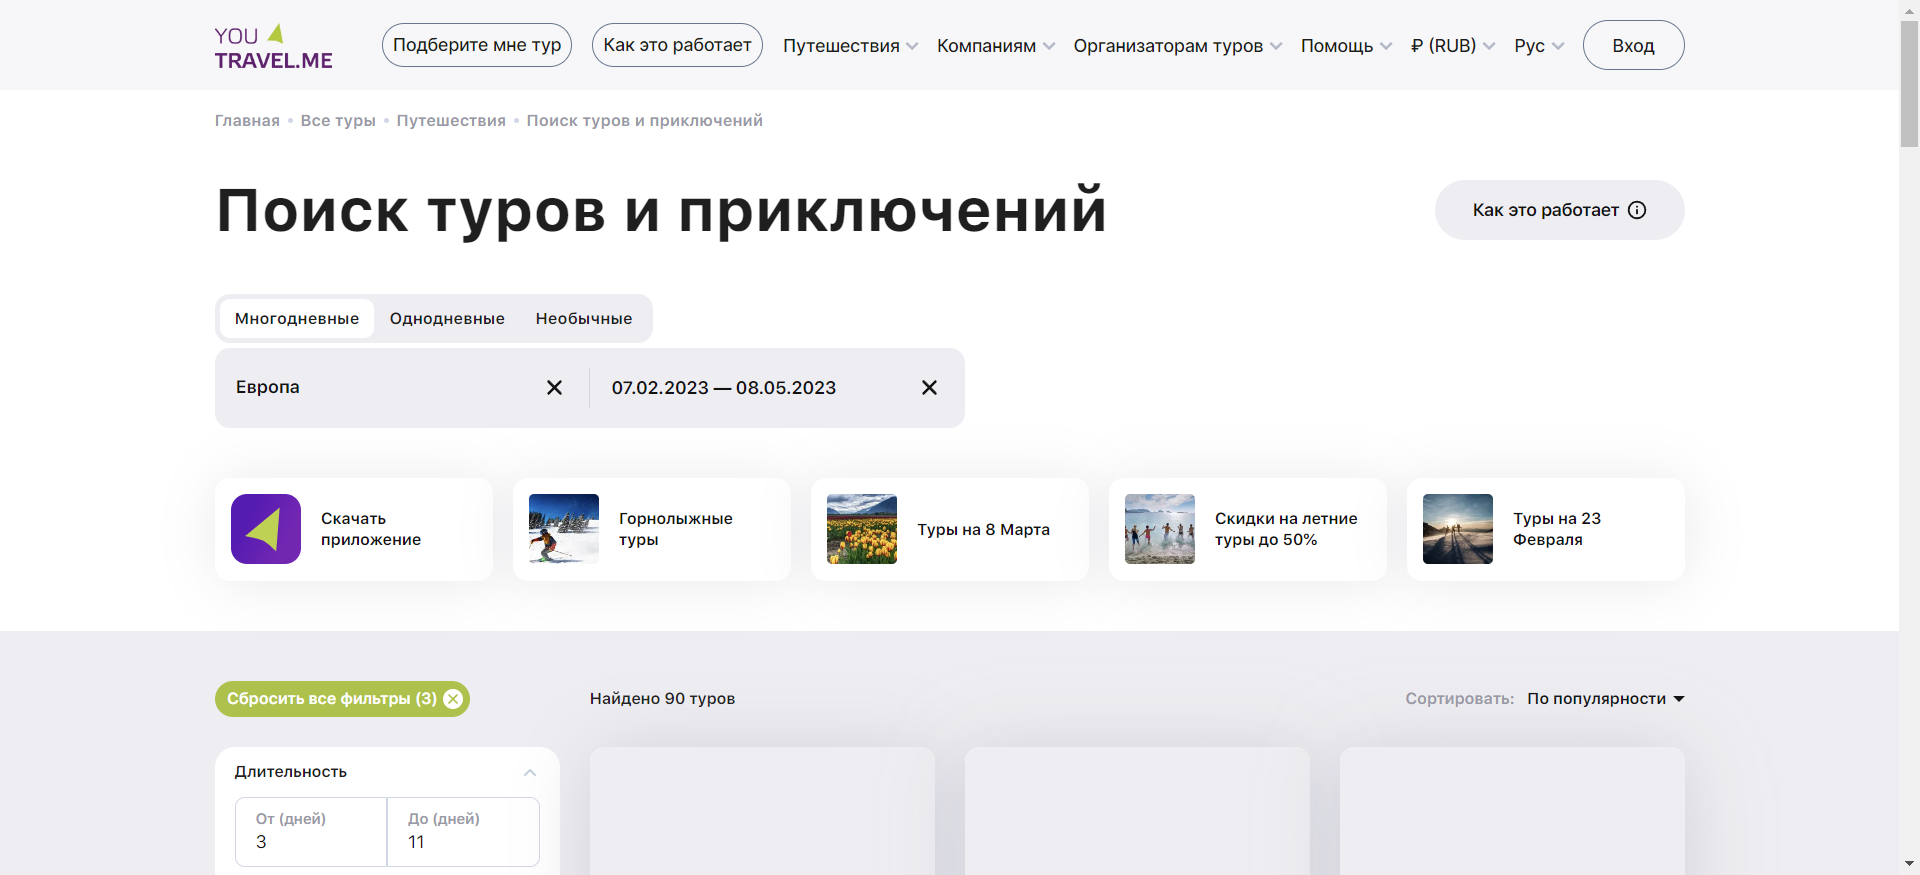 YOU
TRAVEL.ME
Подберите мне тур
Как это работает
Путешествия
Компаниям
Организаторам туров
Помощь
₽ (RUB)
Рус
Вход
Главная • Все туры • Путешествия • Поиск туров и приключений
Поиск туров и приключений
Как это работает
Многодневные
Однодневные
Необычные
Европа
07.02.2023 — 08.05.2023
Скачать
приложение
Горнолыжные
туры
Туры на 8 Марта
Скидки на летние
туры до 50%
Туры на 23
Февраля
Сбросить все фильтры (3)
Найдено 90 туров
Сортировать: По популярности
Длительность
От (дней)
3
До (дней)
11